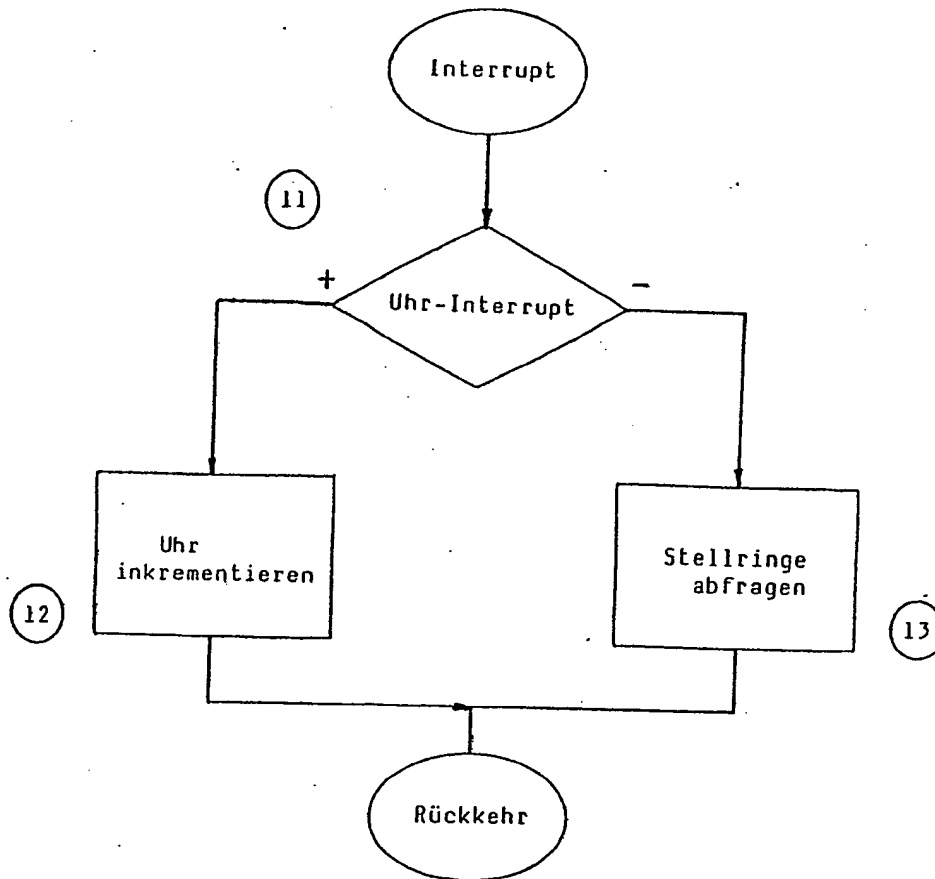 Interrupt
11
+
Uhr-Interrupt
-
Uhr
inkrementieren
12
Stellringe
abfragen
13
Rückkehr